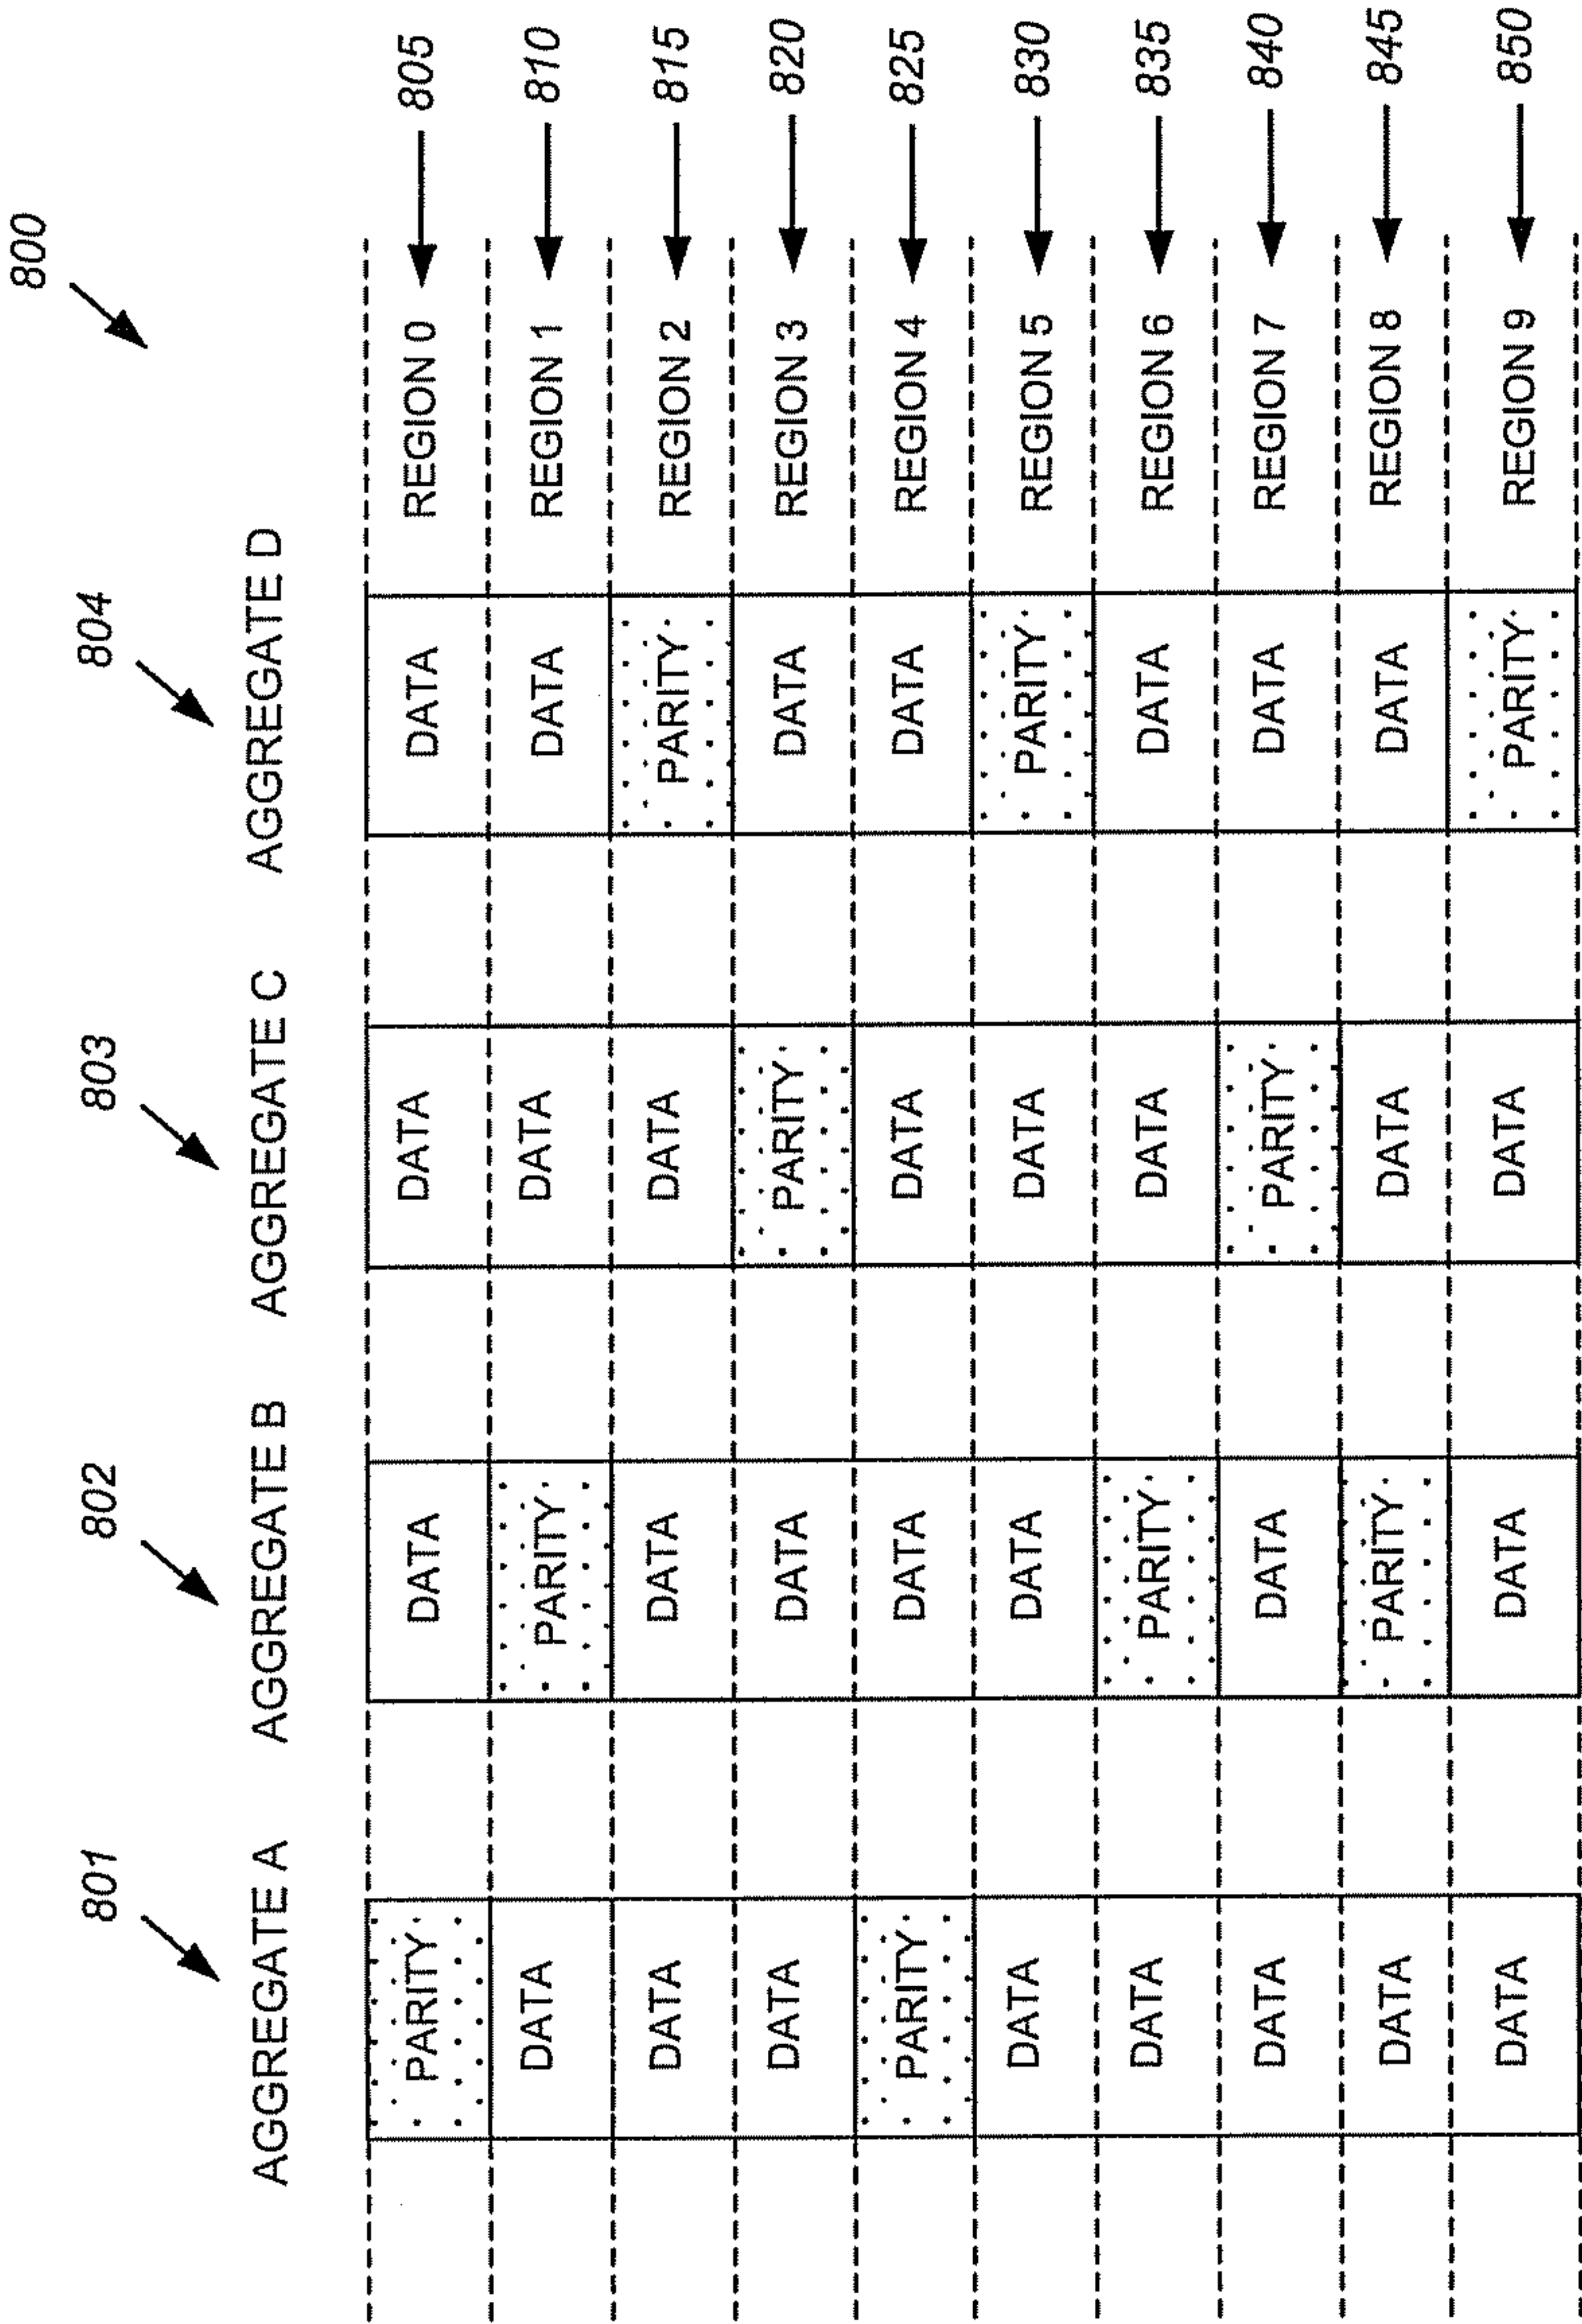 800
801 802 803 804
AGGREGATE A AGGREGATE B AGGREGATE C AGGREGATE D
PARITY DATA DATA DATA REGION 0 805
DATA PARITY DATA DATA REGION 1 810
DATA DATA DATA PARITY REGION 2 815
DATA DATA PARITY DATA REGION 3 820
PARITY DATA DATA DATA REGION 4 825
DATA DATA DATA PARITY REGION 5 830
DATA PARITY DATA DATA REGION 6 835
DATA DATA PARITY DATA REGION 7 840
DATA PARITY DATA DATA REGION 8 845
DATA DATA DATA PARITY REGION 9 850